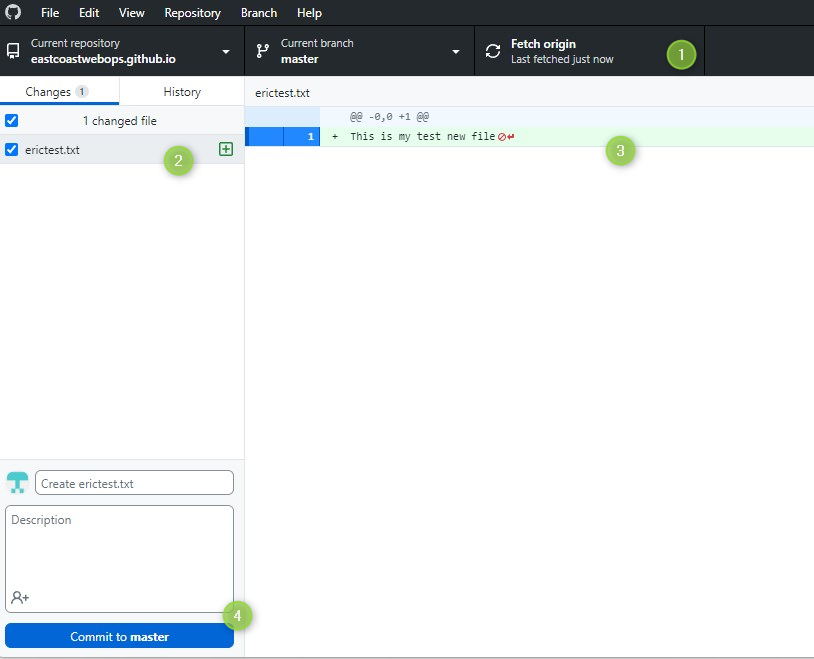 File Edit View Repository Branch Help
Current repository
eastcoastwebops.github.io
Current branch
master
Fetch origin
Last fetched just now
1
Changes 1
History
erictest.txt
1 changed file
@@ -0,0 +1 @@
erictest.txt
2
1 + This is my test new file
3
Create erictest.txt
Description
4
Commit to master